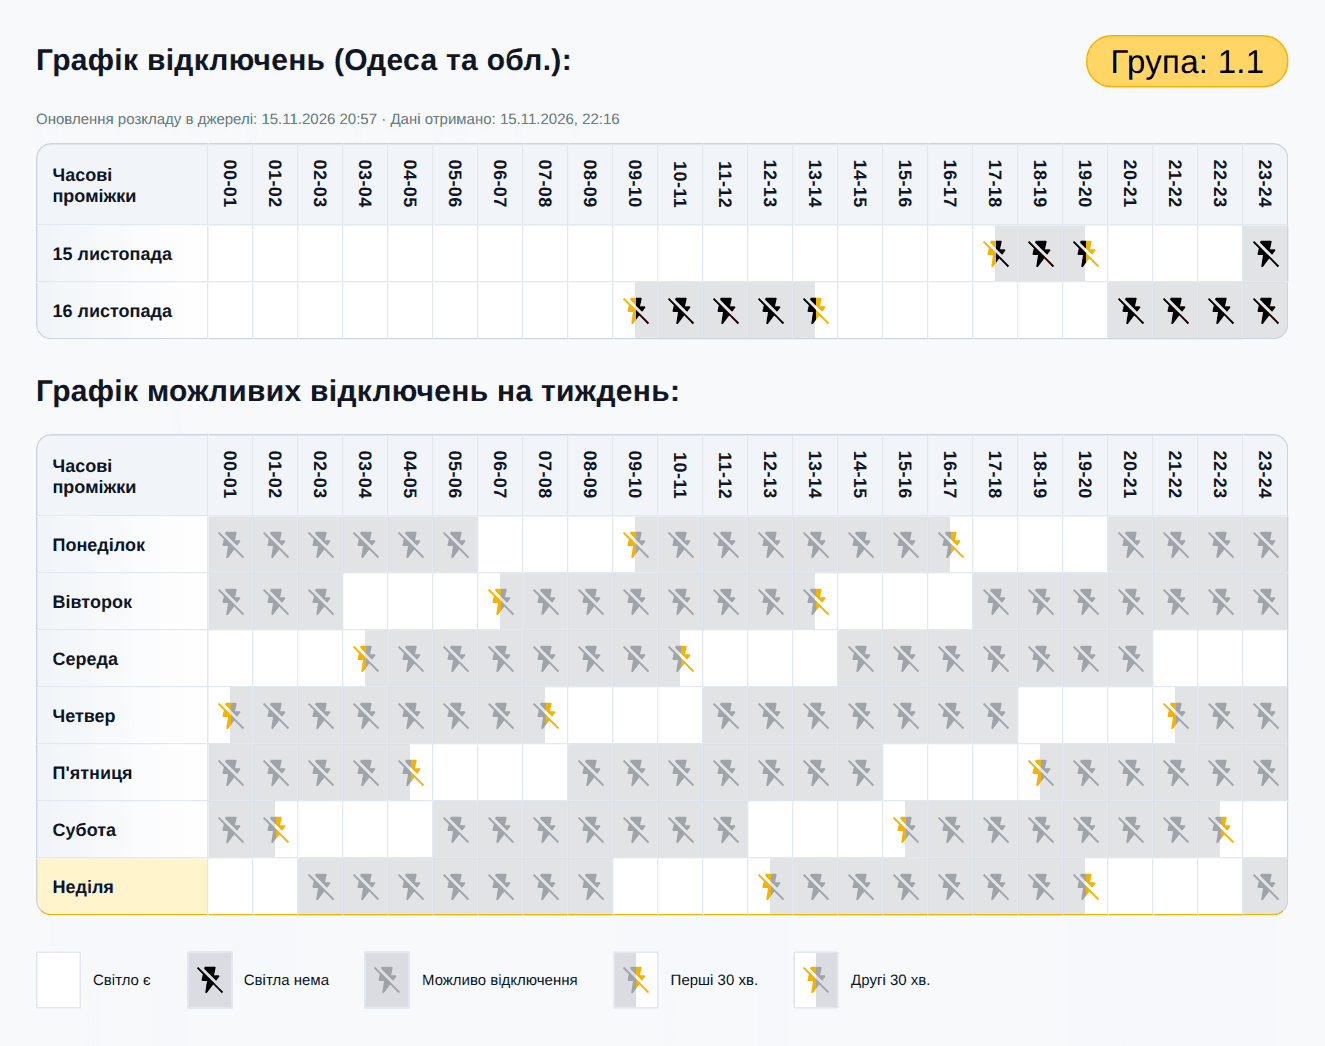 Графік відключень (Одеса та обл.):
Група: 1.1
Оновлення розкладу в джерелі: 15.11.2026 20:57 · Дані отримано: 15.11.2026, 22:16
Часові
проміжки
00-01 01-02 02-03 03-04 04-05 05-06 06-07 07-08 08-09 09-10 10-11 11-12 12-13 13-14 14-15 15-16 16-17 17-18 18-19 19-20 20-21 21-22 22-23 23-24
15 листопада
16 листопада
Графік можливих відключень на тиждень:
Часові
проміжки
00-01 01-02 02-03 03-04 04-05 05-06 06-07 07-08 08-09 09-10 10-11 11-12 12-13 13-14 14-15 15-16 16-17 17-18 18-19 19-20 20-21 21-22 22-23 23-24
Понеділок
Вівторок
Середа
Четвер
П'ятниця
Субота
Неділя
Світло є
Світла нема
Можливо відключення
Перші 30 хв.
Другі 30 хв.